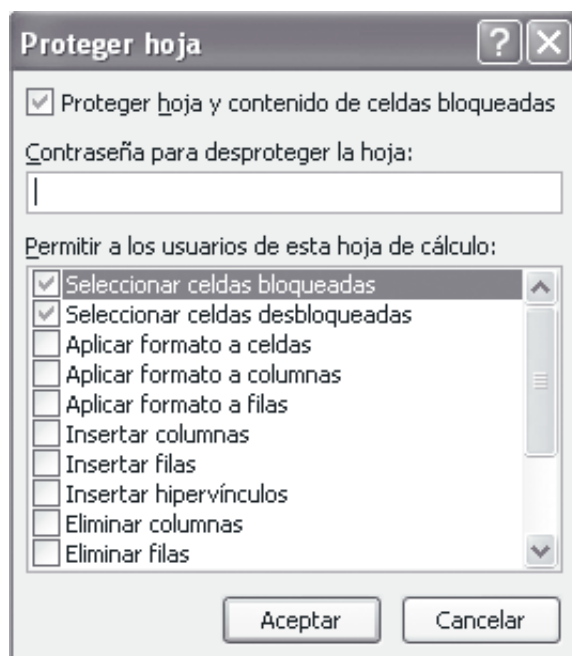 Proteger hoja
Proteger hoja y contenido de celdas bloqueadas
Contraseña para desproteger la hoja:
Permitir a los usuarios de esta hoja de cálculo:
Seleccionar celdas bloqueadas
Seleccionar celdas desbloqueadas
Aplicar formato a celdas
Aplicar formato a columnas
Aplicar formato a filas
Insertar columnas
Insertar filas
Insertar hipervínculos
Eliminar columnas
Eliminar filas
Aceptar Cancelar